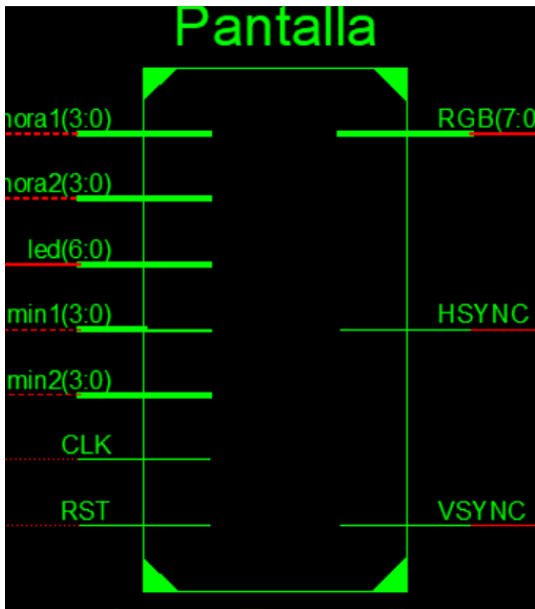 Pantalla
hora1(3:0)
RGB(7:0
hora2(3:0)
led(6:0)
min1(3:0)
HSYNC
min2(3:0)
CLK
RST
VSYNC